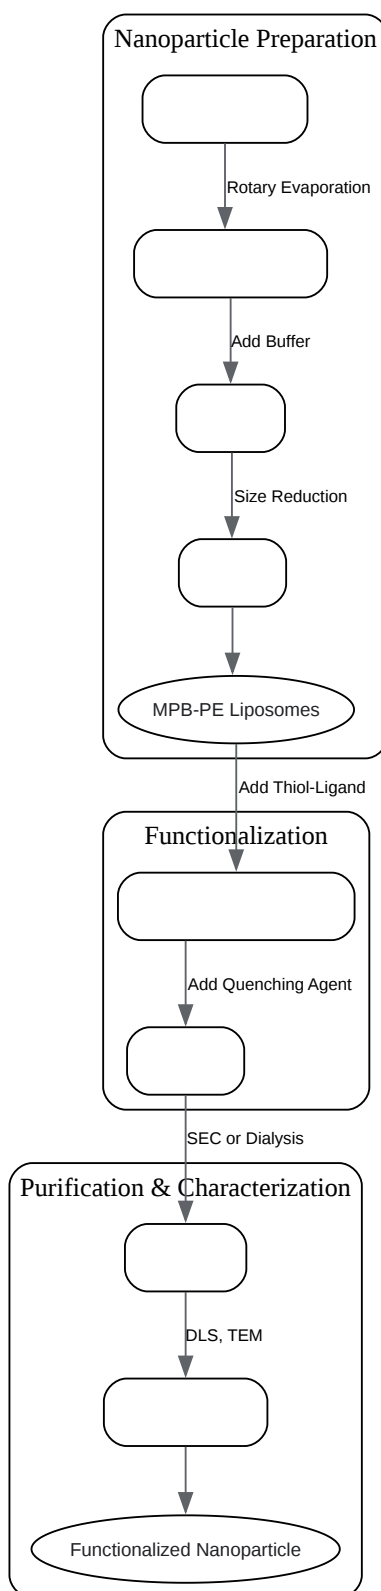 Nanoparticle Preparation
Rotary Evaporation
Add Buffer
Size Reduction
MPB-PE Liposomes
Add Thiol-Ligand
Functionalization
Add Quenching Agent
SEC or Dialysis
Purification & Characterization
DLS, TEM
Functionalized Nanoparticle